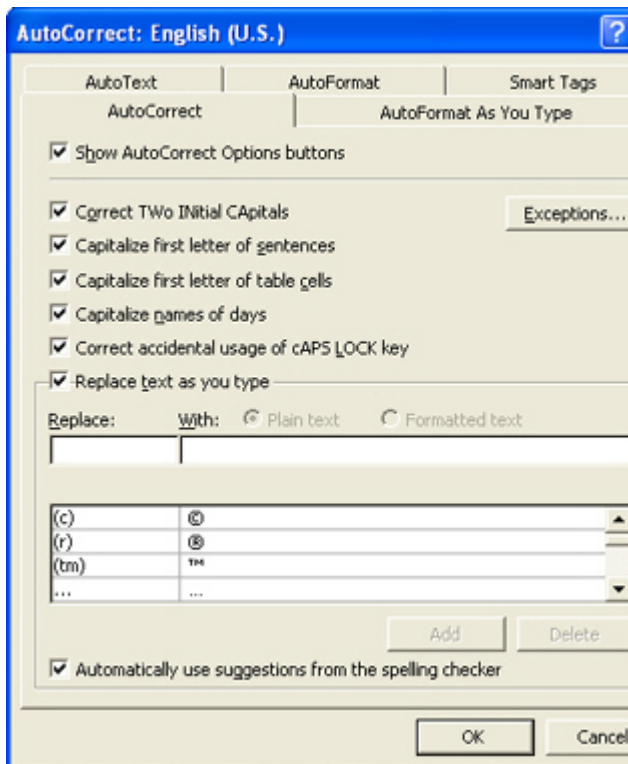 AutoCorrect: English (U.S.) ?
AutoText AutoFormat Smart Tags
AutoCorrect AutoFormat As You Type
Show AutoCorrect Options buttons
Correct TWo INitial CApitals Exceptions...
Capitalize first letter of sentences
Capitalize first letter of table cells
Capitalize names of days
Correct accidental usage of cAPS LOCK key
Replace text as you type
Replace: With: Plain text Formatted text
(c) ©
(r) ®
(tm) ™
... ...
Add Delete
Automatically use suggestions from the spelling checker
OK Cancel